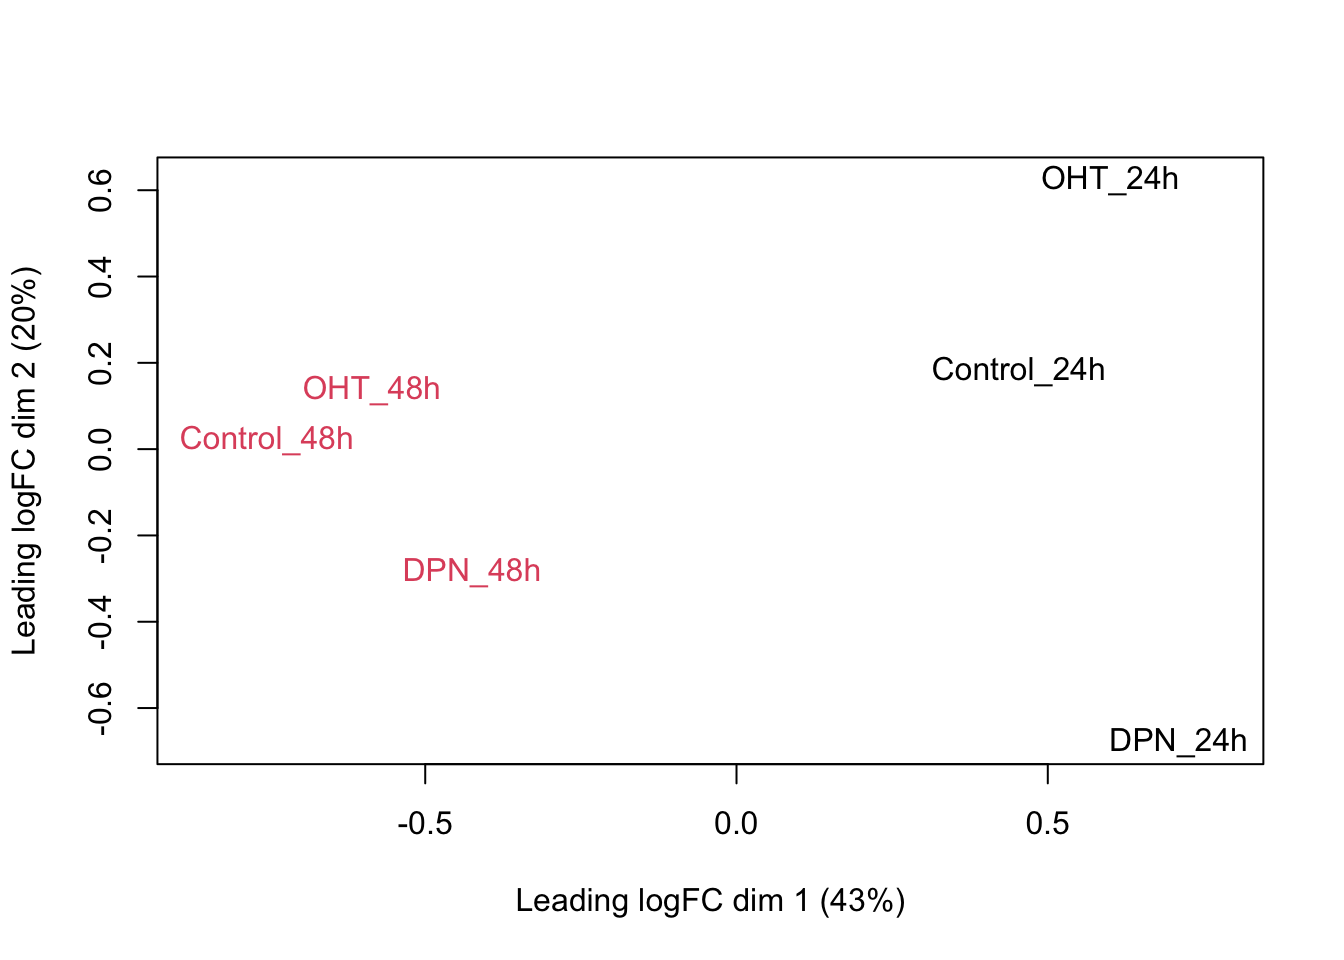 OHT_24h
Control_24h
OHT_48h
Control_48h
DPN_48h
DPN_24h
0.6
0.4
0.2
0.0
-0.2
-0.4
-0.6
Leading logFC dim 2 (20%)
-0.5
0.0
0.5
Leading logFC dim 1 (43%)